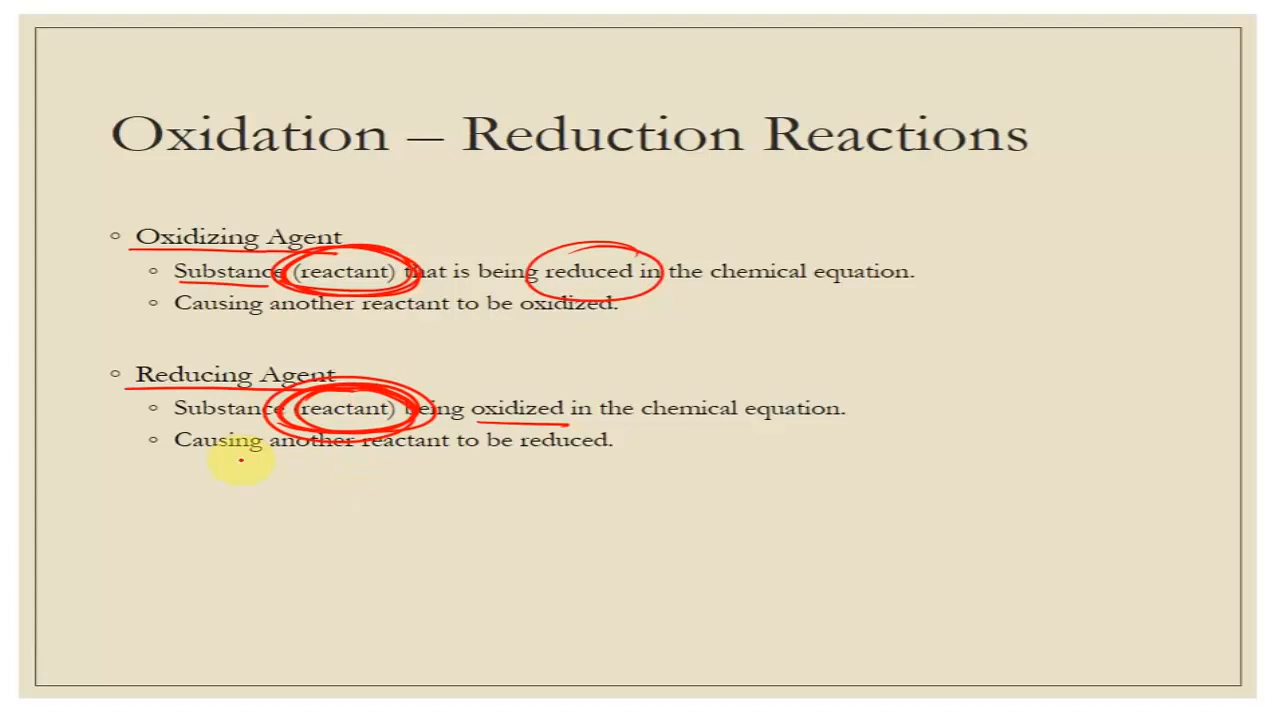 Oxidation – Reduction Reactions
Oxidizing Agent
Substance (reactant) that is being reduced in the chemical equation.
Causing another reactant to be oxidized.
Reducing Agent
Substance (reactant) being oxidized in the chemical equation.
Causing another reactant to be reduced.